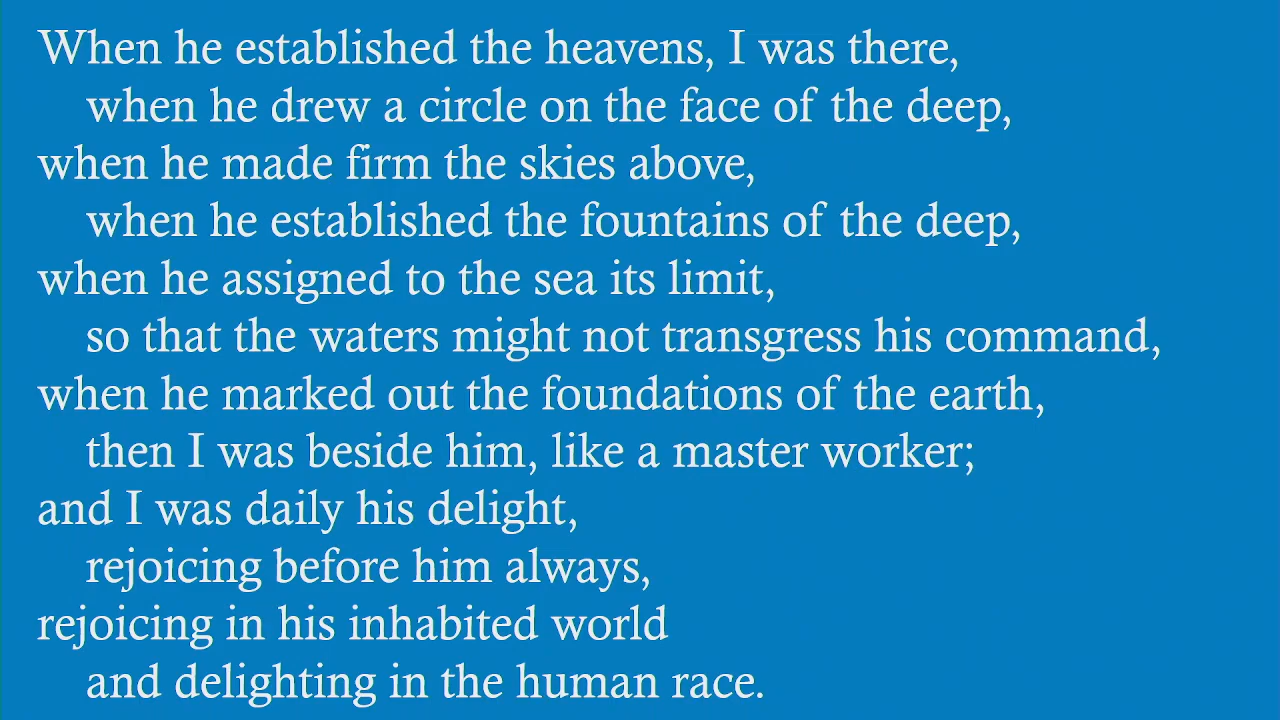 When he established the heavens, I was there,
when he drew a circle on the face of the deep,
when he made firm the skies above,
when he established the fountains of the deep,
when he assigned to the sea its limit,
so that the waters might not transgress his command,
when he marked out the foundations of the earth,
then I was beside him, like a master worker;
and I was daily his delight,
rejoicing before him always,
rejoicing in his inhabited world
and delighting in the human race.